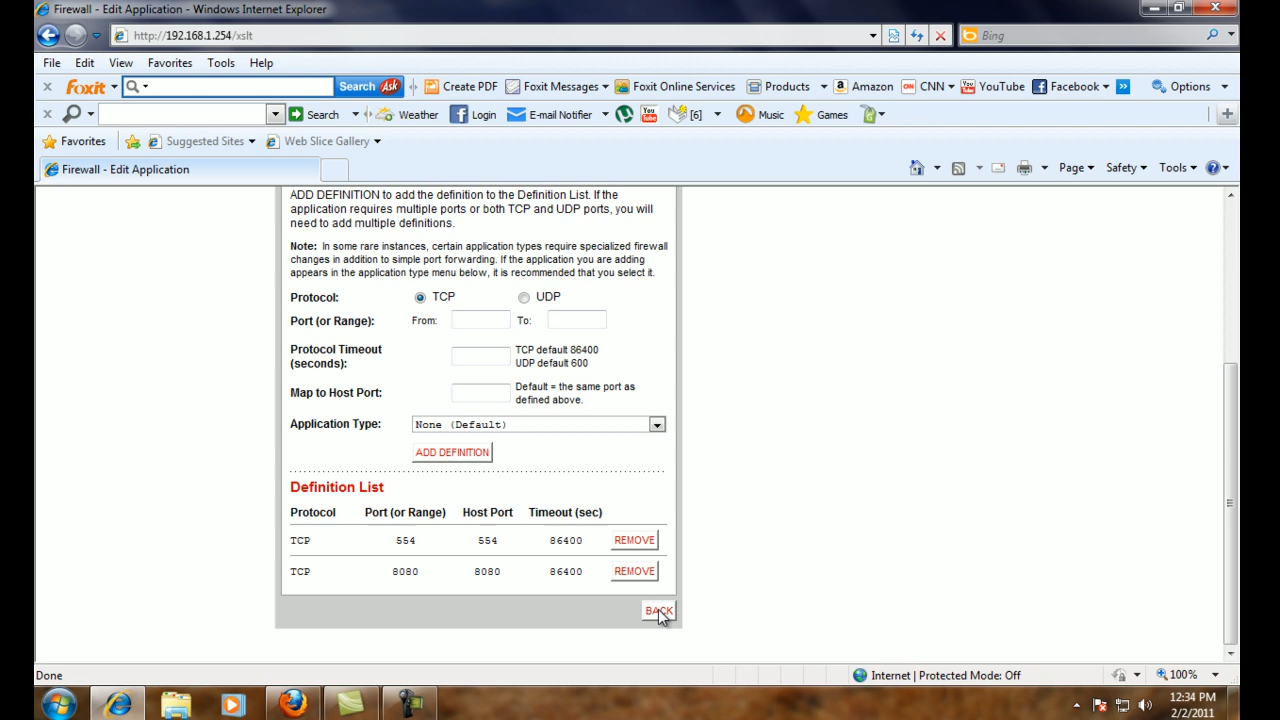 Firewall - Edit Application - Windows Internet Explorer
http://192.168.1.254/xslt
Bing
File Edit View Favorites Tools Help
Foxit Search Ask Create PDF Foxit Messages Foxit Online Services Products Amazon CNN YouTube Facebook » Options
Search Weather Login E-mail Notifier [6] Music Games
Favorites Suggested Sites Web Slice Gallery
Firewall - Edit Application Page Safety Tools
ADD DEFINITION to add the definition to the Definition List. If the
application requires multiple ports or both TCP and UDP ports, you will
need to add multiple definitions.
Note: In some rare instances, certain application types require specialized firewall
changes in addition to simple port forwarding. If the application you are adding
appears in the application type menu below, it is recommended that you select it.
Protocol: TCP UDP
Port (or Range): From: To:
Protocol Timeout
(seconds):
TCP default 86400
UDP default 600
Map to Host Port:
Default = the same port as
defined above.
Application Type: None (Default)
ADD DEFINITION
Definition List
Protocol Port (or Range) Host Port Timeout (sec)
TCP 554 554 86400 REMOVE
TCP 8080 8080 86400 REMOVE
BACK
Done Internet | Protected Mode: Off 100%
12:34 PM
2/2/2011